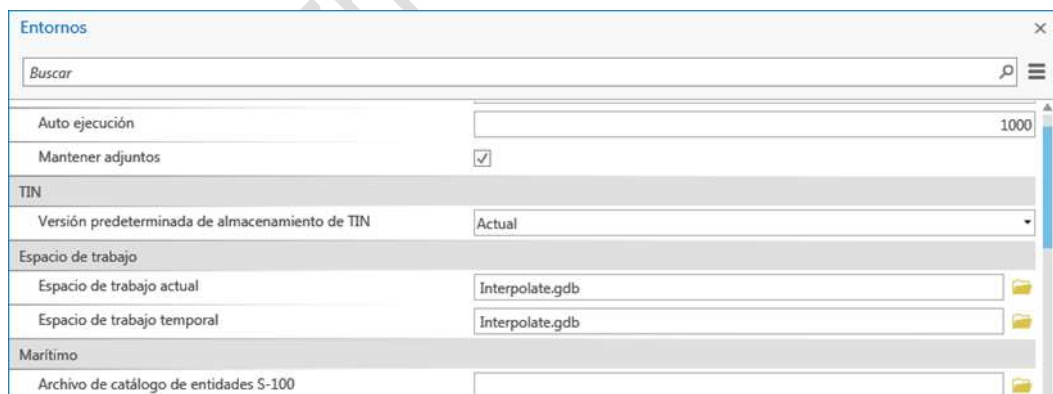 Entornos
Buscar
Auto ejecución 1000
Mantener adjuntos
TIN
Versión predeterminada de almacenamiento de TIN Actual
Espacio de trabajo
Espacio de trabajo actual Interpolate.gdb
Espacio de trabajo temporal Interpolate.gdb
Marítimo
Archivo de catálogo de entidades S-100